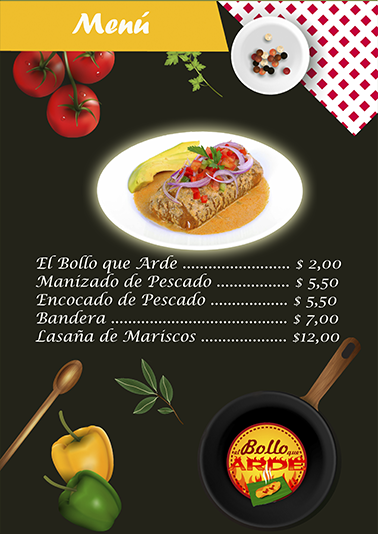 Menú
El Bollo que Arde .......................... $ 2,00
Manizado de Pescado ................. $ 5,50
Encocado de Pescado ................... $ 5,50
Bandera ........................................... $ 7,00
Lasaña de Mariscos ..................... $12,00
El Bollo que
ARDE